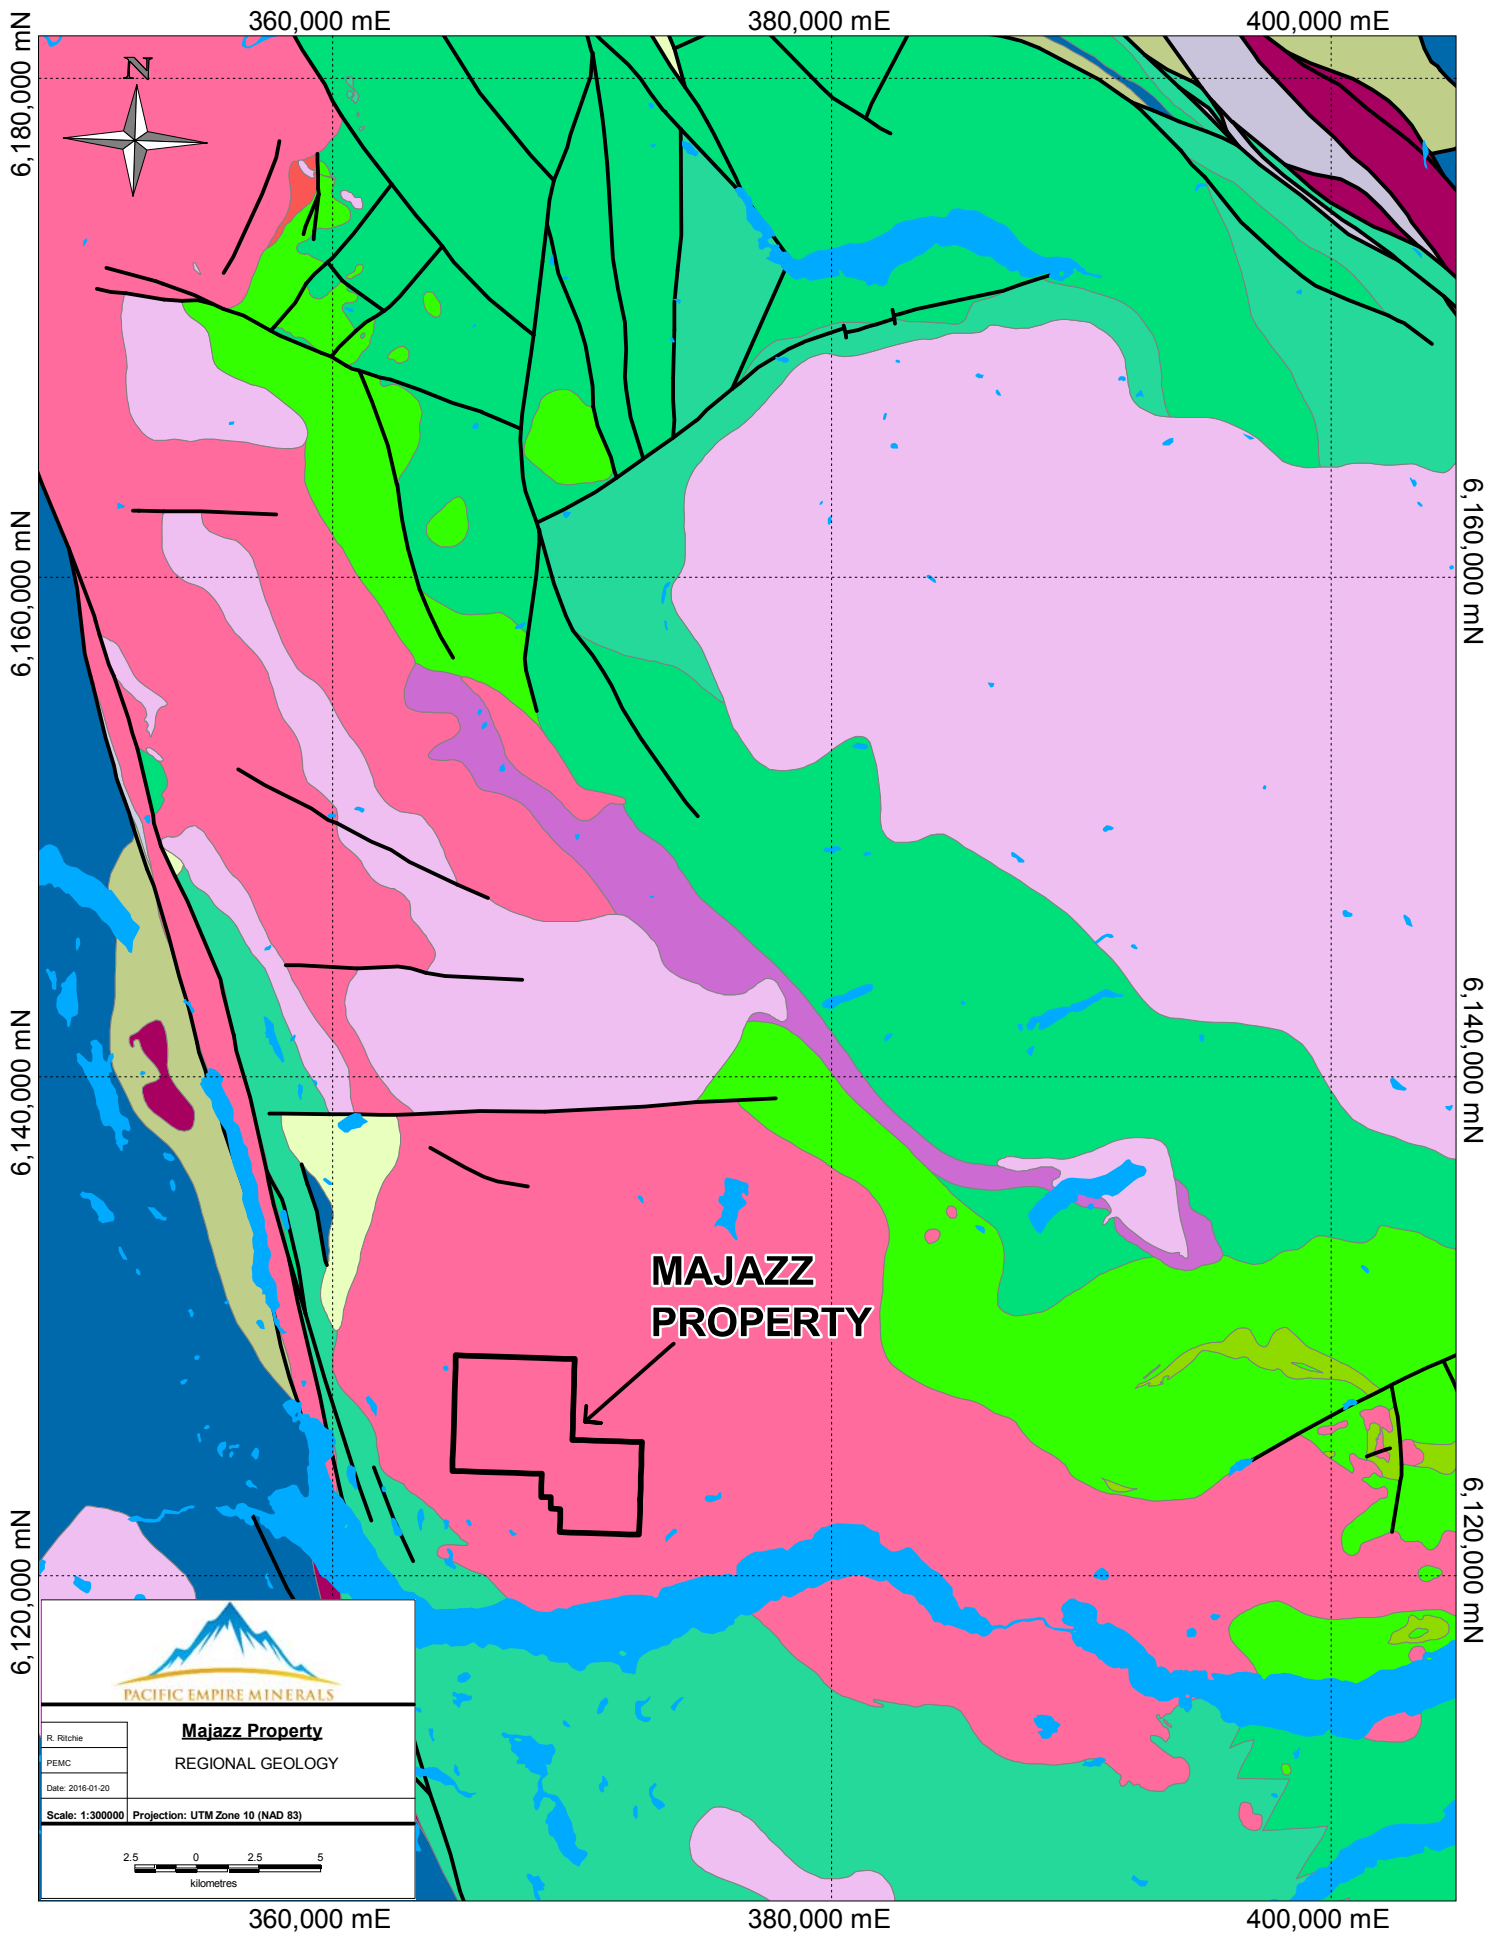 360,000 mE
380,000 mE
400,000 mE
6,180,000 mN
N
6,160,000 mN
6,160,000 mN
6,140,000 mN
6,140,000 mN
MAJAZZ
PROPERTY
6,120,000 mN
6,120,000 mN
PACIFIC EMPIRE MINERALS
R. Ritchie
Majazz Property
PEMC
REGIONAL GEOLOGY
Date: 2016-01-20
Scale: 1:300000
Projection: UTM Zone 10 (NAD 83)
2.5 0 2.5 5
kilometres
360,000 mE
380,000 mE
400,000 mE